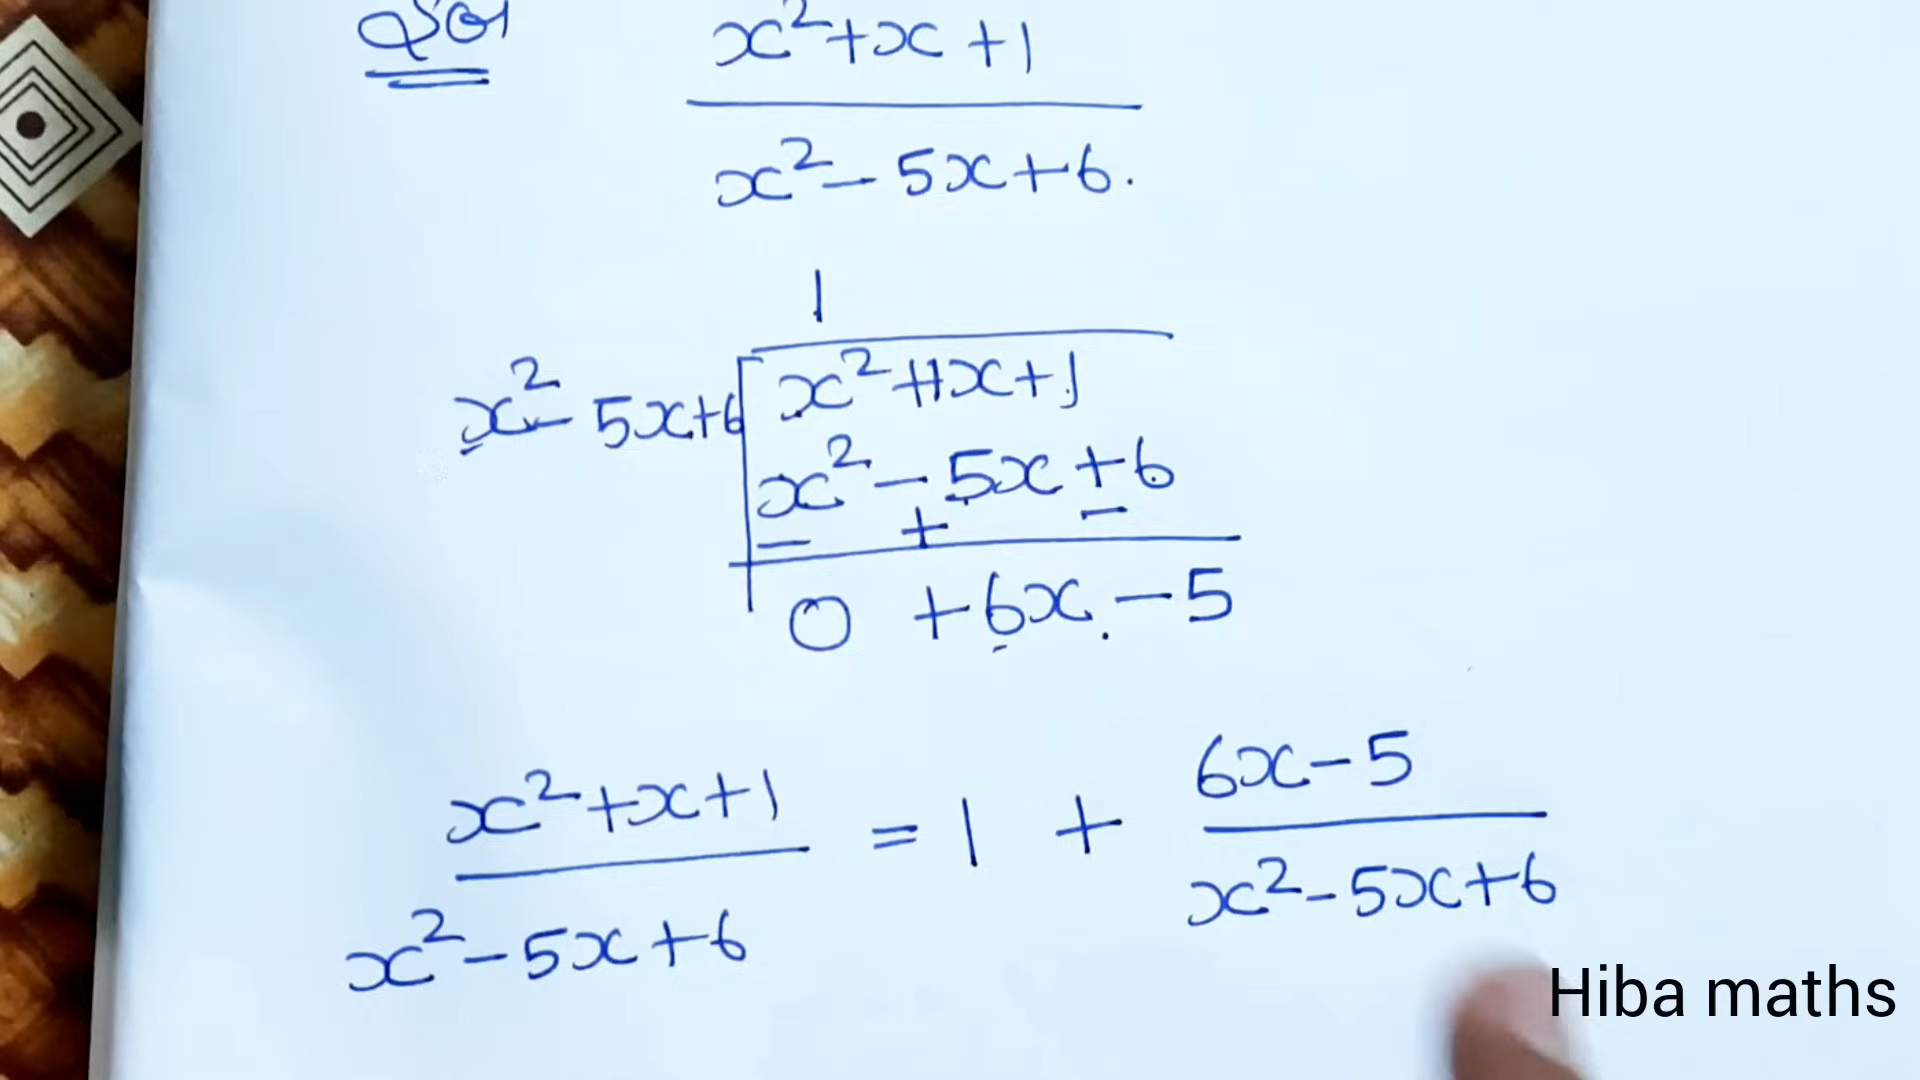 Sol
x²+x+1
x²-5x+6.
1
x²-5x+6 x²+1x+1
x²-5x+6
- + -
0 +6x-5
x²+x+1 = 1 + 6x-5
x²-5x+6 x²-5x+6
Hiba maths